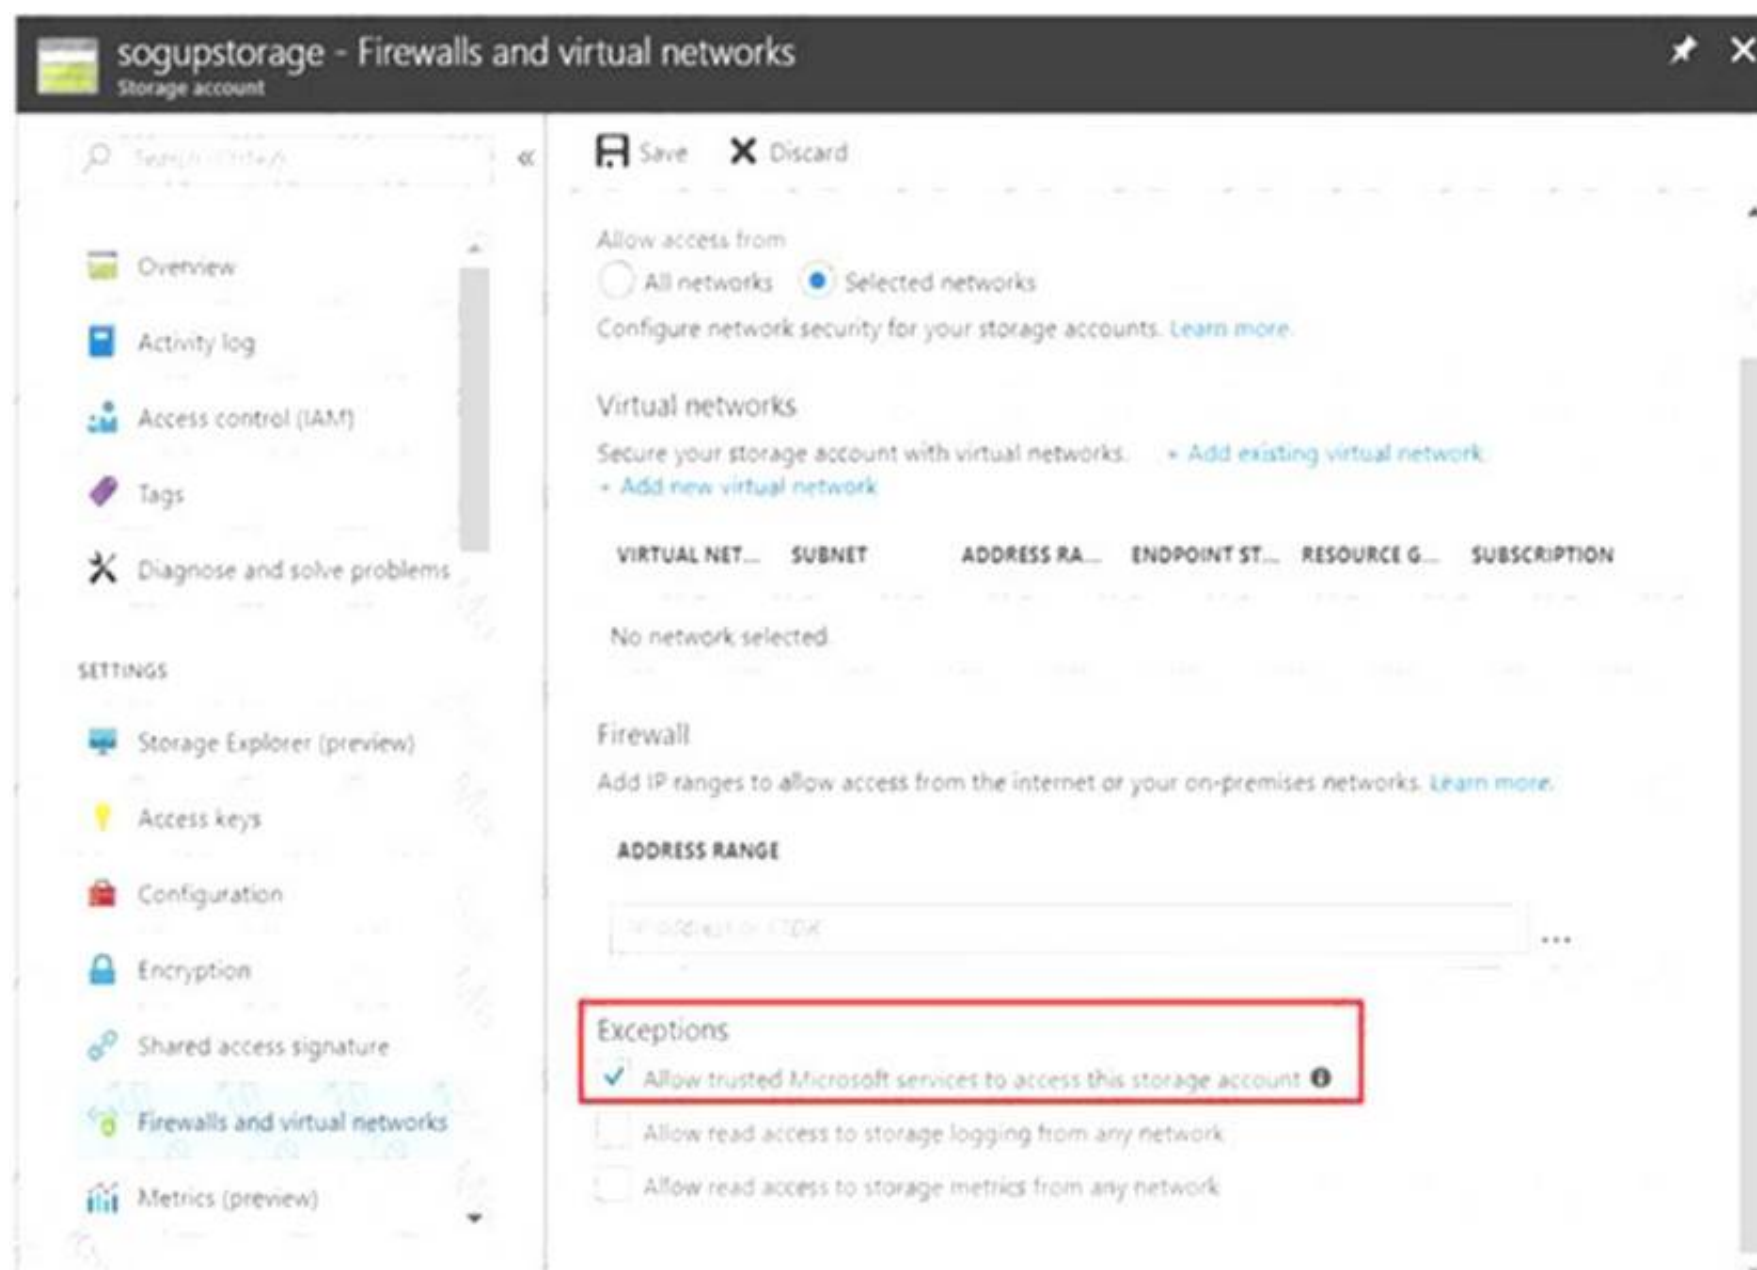 sogupstorage - Firewalls and virtual networks
Storage account
«
Save Discard
Overview
Activity log
Access control (IAM)
Tags
Diagnose and solve problems
SETTINGS
Storage Explorer (preview)
Access keys
Configuration
Encryption
Shared access signature
Firewalls and virtual networks
Metrics (preview)
Allow access from
All networks Selected networks
Configure network security for your storage accounts. Learn more.
Virtual networks
Secure your storage account with virtual networks. + Add existing virtual network
+ Add new virtual network
VIRTUAL NET... SUBNET ADDRESS RA... ENDPOINT ST... RESOURCE G... SUBSCRIPTION
No network selected.
Firewall
Add IP ranges to allow access from the internet or your on-premises networks. Learn more.
ADDRESS RANGE
...
Exceptions
Allow trusted Microsoft services to access this storage account
Allow read access to storage logging from any network
Allow read access to storage metrics from any network